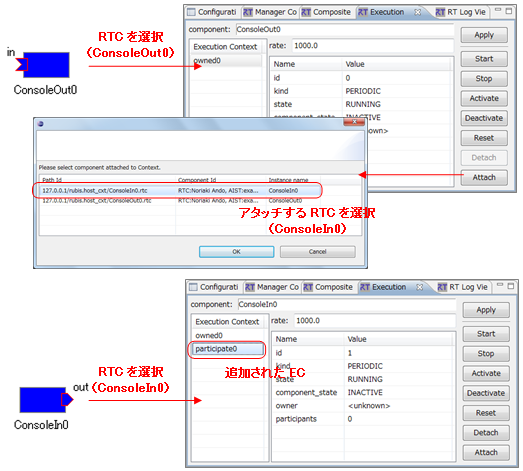 RTC を選択
(ConsoleOut0)
in
ConsoleOut0
Configurati Manager Co Composite Execution RT Log Vie
component: ConsoleOut0
Execution Context
owned0
rate: 1000.0
Name Value
id 0
kind PERIODIC
state RUNNING
component_state INACTIVE
Apply
Start
Stop
Activate
Deactivate
Reset
Detach
Attach
Please select component attached to Context.
Path Id Component Id Instance name
127.0.0.1/rubis.host_cxt/ConsoleIn0.rtc RTC:Noriaki Ando, AIST:exa... ConsoleIn0
127.0.0.1/rubis.host_cxt/ConsoleOut0.rtc RTC:Noriaki Ando, AIST:exa... ConsoleOut0
アタッチする RTC を選択
(ConsoleIn0)
OK Cancel
RTC を選択
(ConsoleIn0)
out
ConsoleIn0
Configurati Manager Co Composite Execution RT Log Vie
component: ConsoleIn0
Execution Context
owned0
participate0
追加された EC
rate: 1000.0
Name Value
id 1
kind PERIODIC
state RUNNING
component_state INACTIVE
owner <unknown>
participants 0
Apply
Start
Stop
Activate
Deactivate
Reset
Detach
Attach